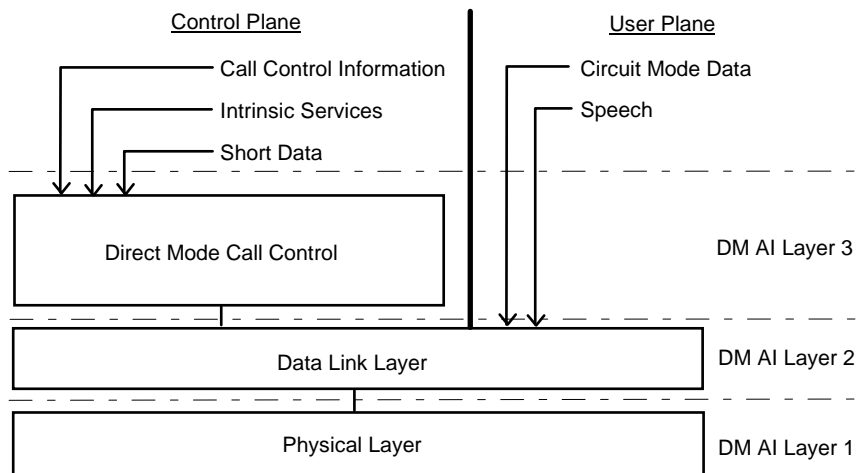 Control Plane
User Plane
Call Control Information
Circuit Mode Data
Intrinsic Services
Speech
Short Data
Direct Mode Call Control
DM AI Layer 3
Data Link Layer
DM AI Layer 2
Physical Layer
DM AI Layer 1